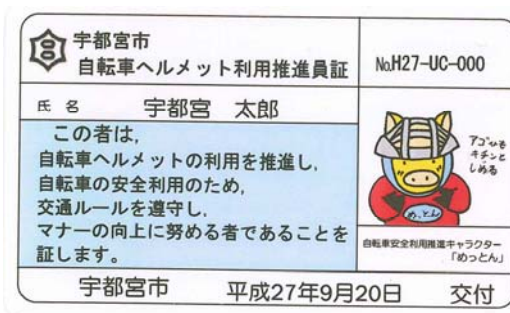 宇都宮市
自転車ヘルメット利用推進員証
No.H27-UC-000
氏 名 宇都宮 太郎
この者は,
自転車ヘルメットの利用を推進し,
自転車の安全利用のため,
交通ルールを遵守し,
マナーの向上に努める者であることを
証します。
アゴひもを
キチンと
しめる
めっとん
自転車安全利用推進キャラクター
「めっとん」
宇都宮市 平成27年9月20日 交付